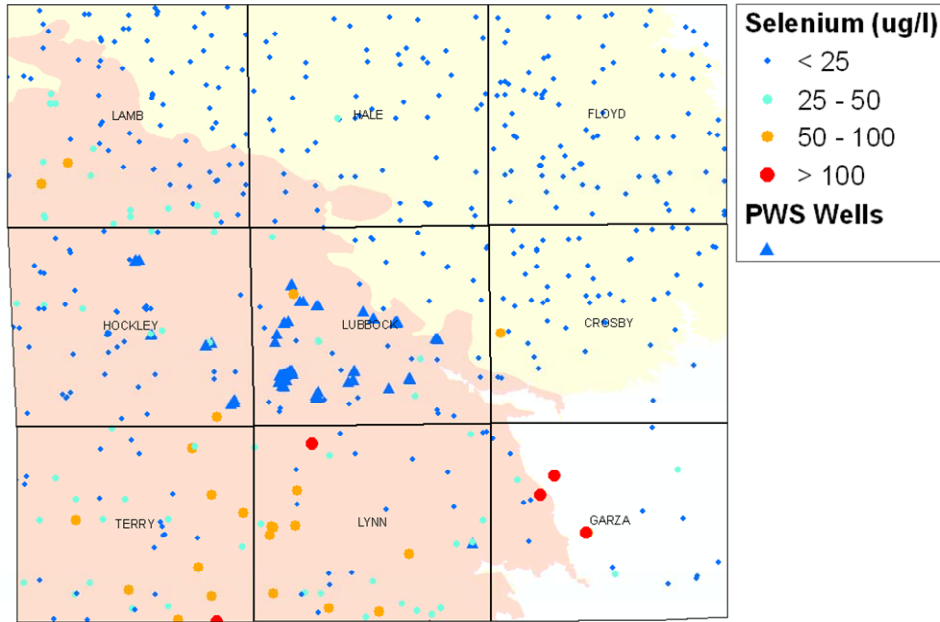 Selenium (ug/l)
< 25
25 - 50
50 - 100
> 100
PWS Wells
LAMB
HALE
FLOYD
HOCKLEY
LUBBOCK
CROSBY
TERRY
LYNN
GARZA